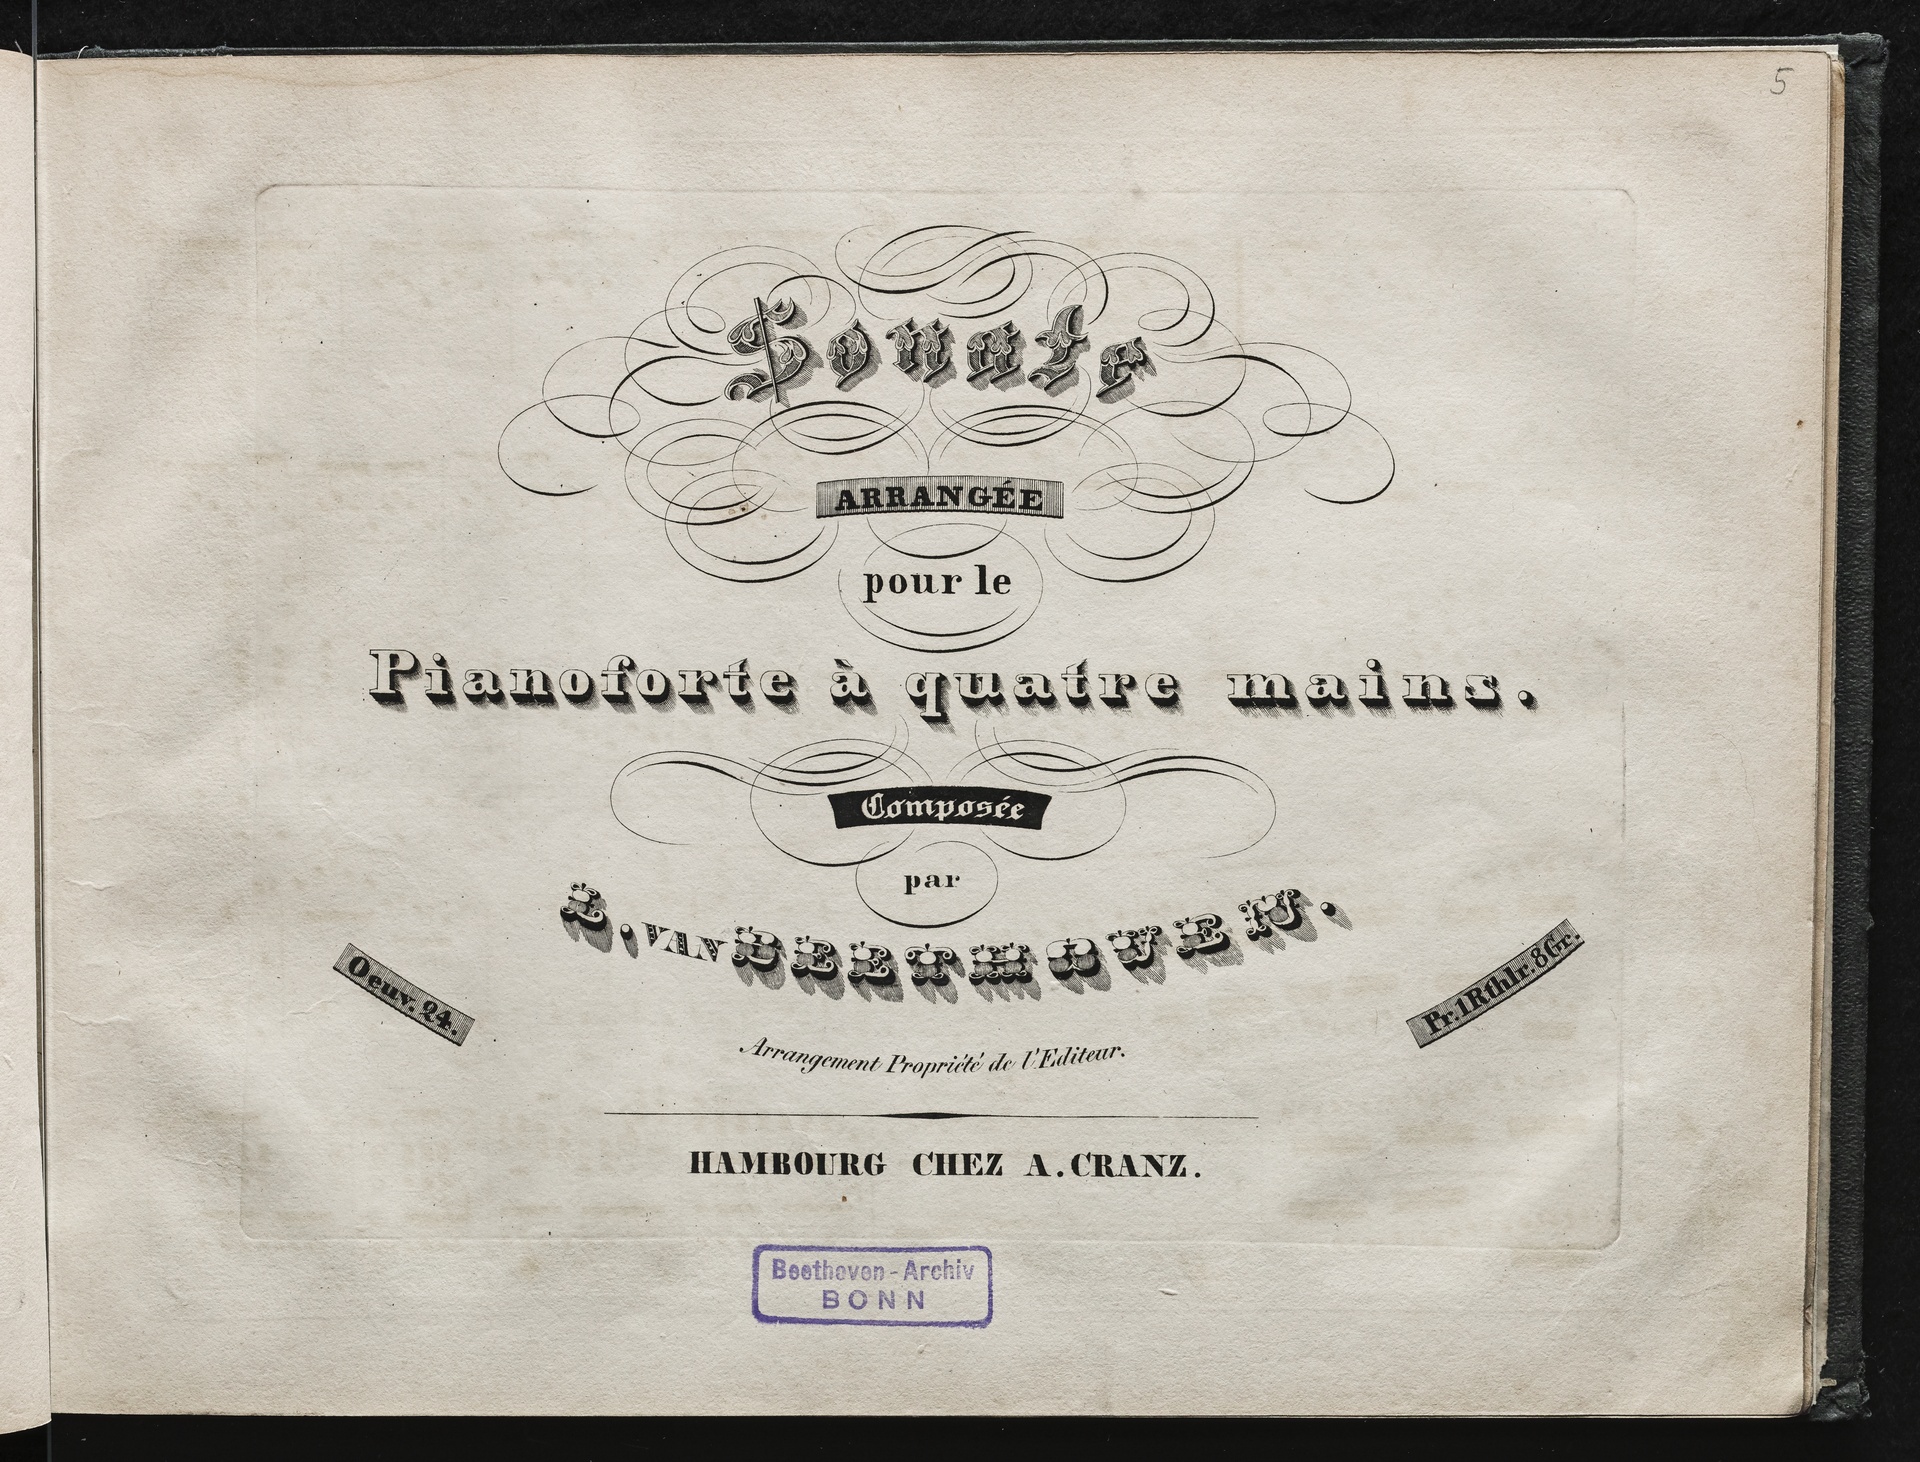 5
Sonate
ARRANGÉE
pour le
Pianoforte à quatre mains.
Composée
par
L. VAN BEETHOVEN.
Oeuv. 24.
Pr. 1 Rthlr. 8 Gr.
Arrangement Propriété de l'Editeur.
HAMBOURG CHEZ A. CRANZ.
Beethoven-Archiv
BONN